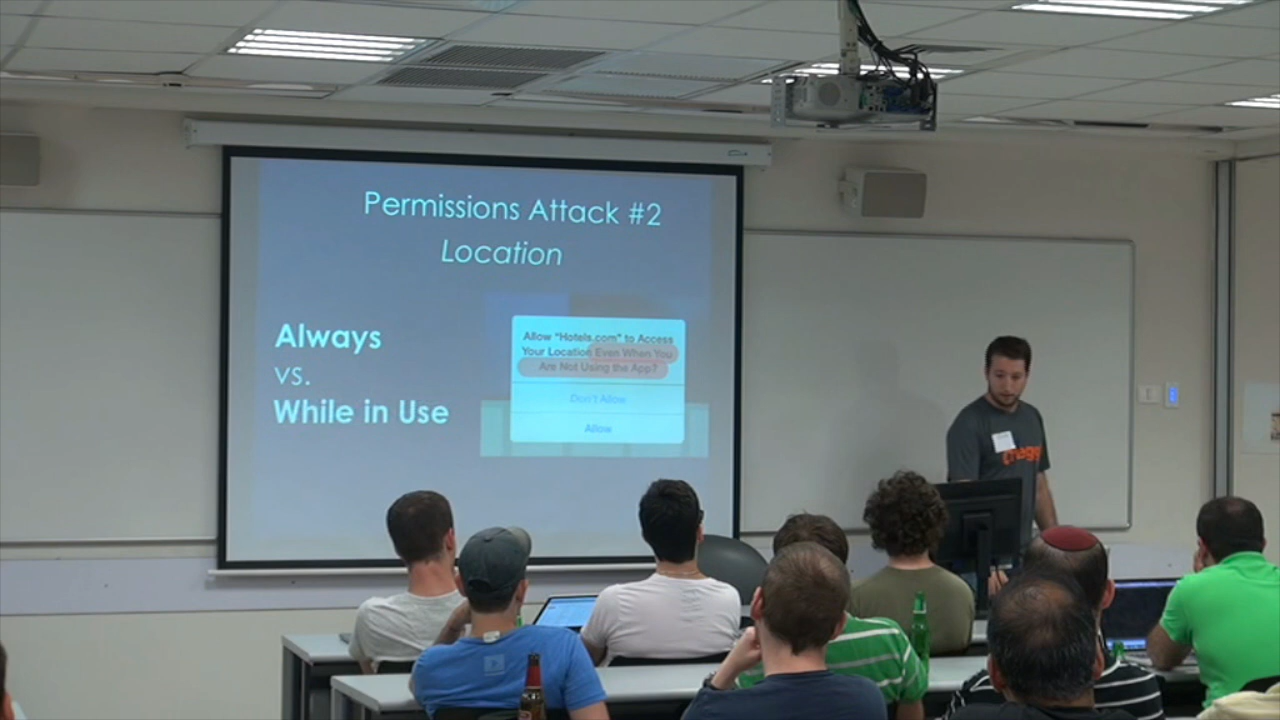 Permissions Attack #2
Location
Always
vs.
While in Use
Allow "Hotels.com" to Access
Your Location Even When You
Are Not Using the App?
Don't Allow
Allow